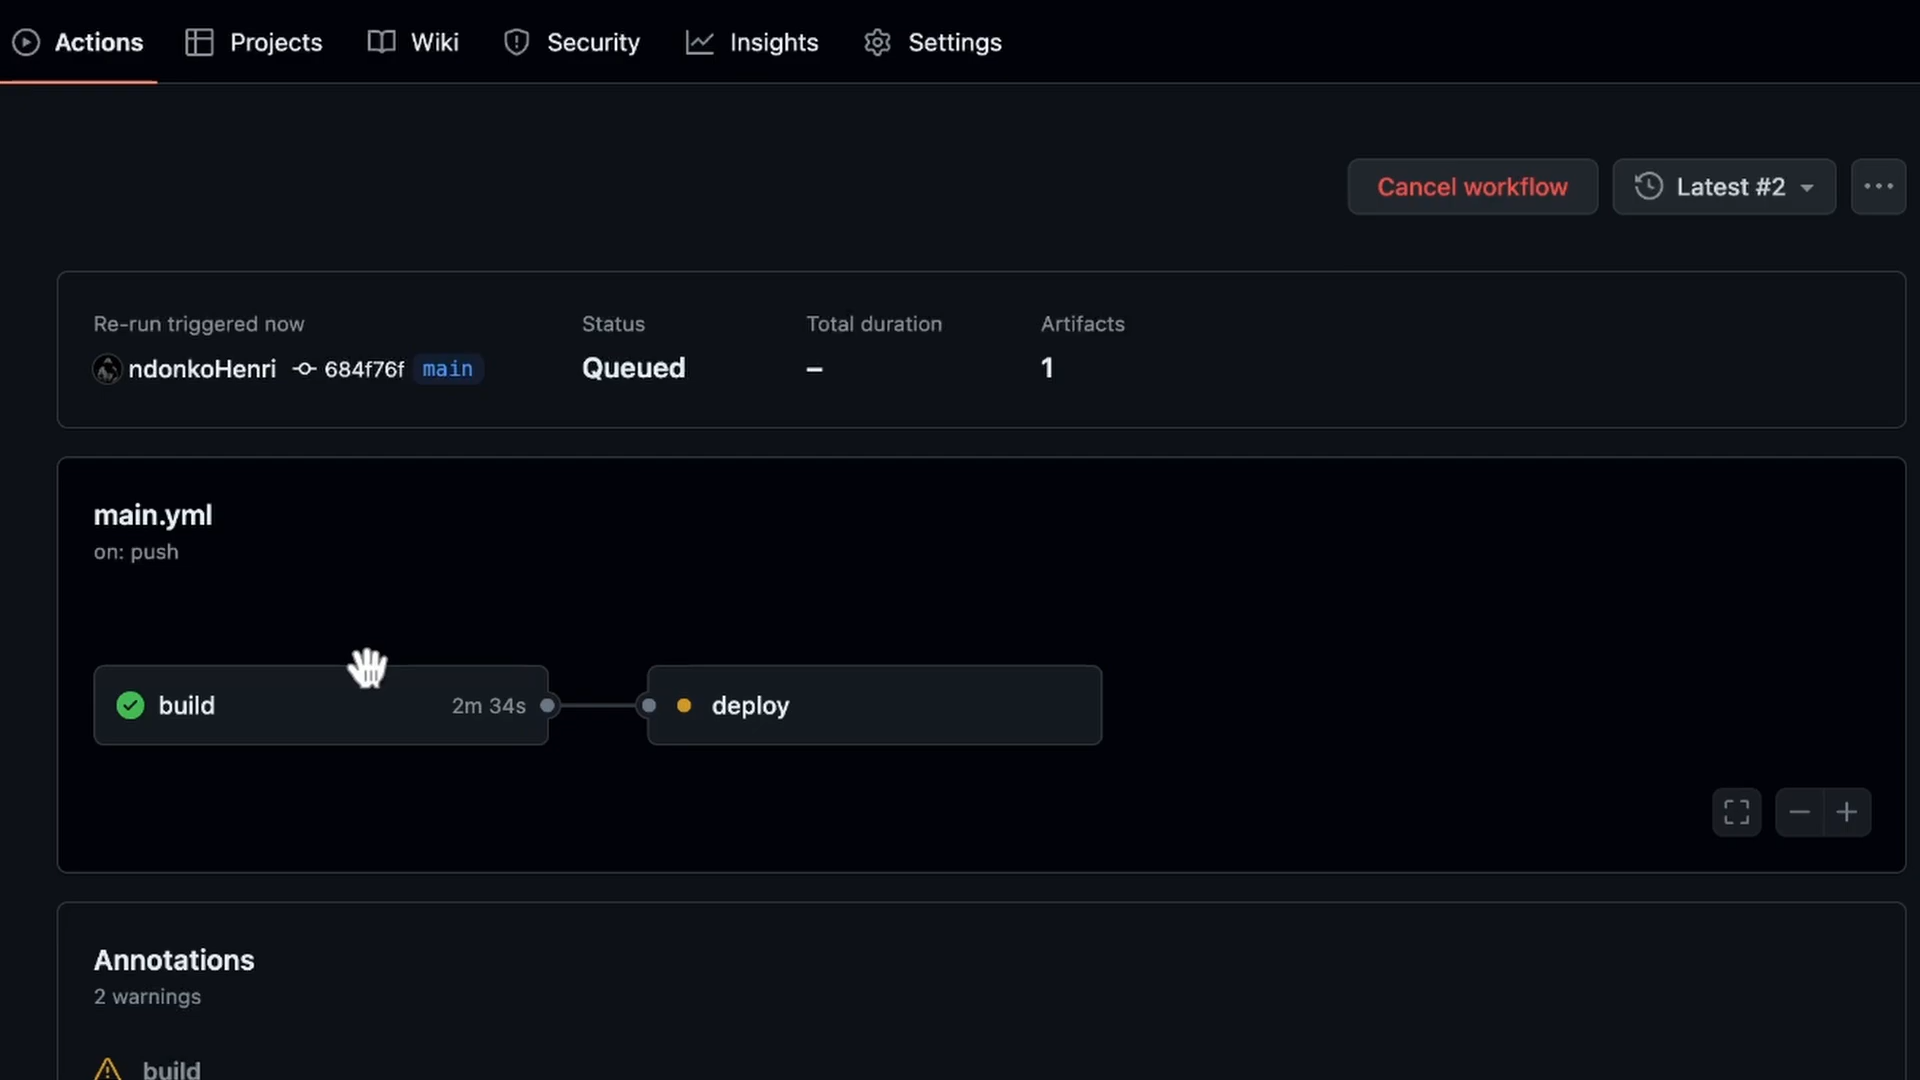 Actions Projects Wiki Security Insights Settings
Cancel workflow Latest #2
Re-run triggered now Status Total duration Artifacts
ndonkoHenri 684f76f main Queued – 1
main.yml
on: push
build 2m 34s deploy
Annotations
2 warnings
build